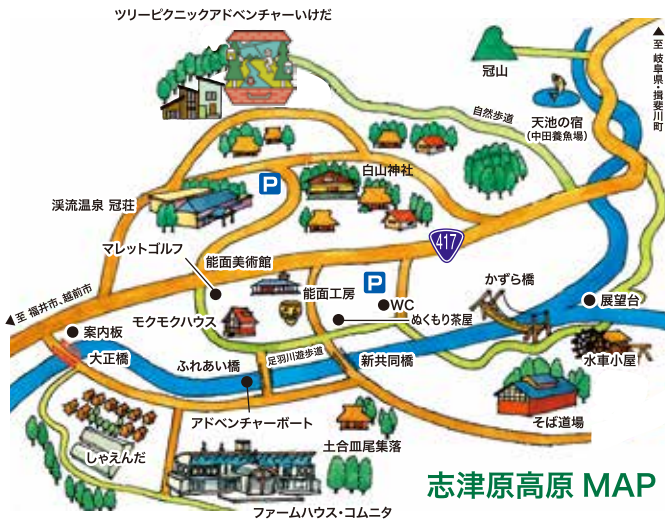 ツリーピクニックアドベンチャーいけだ
冠山
至 岐阜県・揖斐川町
自然歩道
天池の宿
(中田養魚場)
白山神社
P
渓流温泉 冠荘
417
マレットゴルフ
能面美術館
至 福井市、越前市
能面工房
P
かずら橋
WC
展望台
モクモクハウス
ぬくもり茶屋
案内板
大正橋
ふれあい橋
足羽川遊歩道
新共同橋
水車小屋
アドベンチャーボート
そば道場
土合皿尾集落
しゃえんだ
志津原高原 MAP
ファームハウス・コムニタ